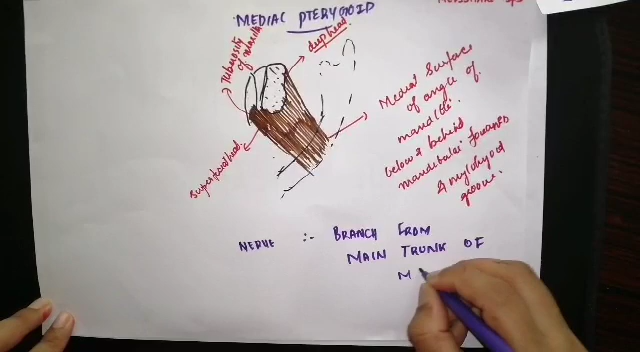 MEDIAL PTERYGOID
Tuberosity
of maxilla
deep head
superficial head
Medial Surface
of angle of
mandible
below & behind
mandibular foramen
& mylohyoid
groove.
NERVE :- BRANCH FROM
MAIN TRUNK OF
M